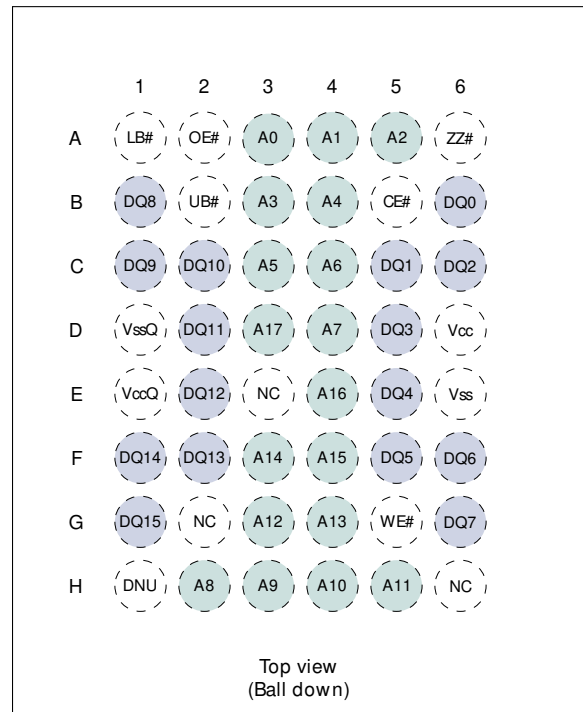 1 2 3 4 5 6
A LB# OE# A0 A1 A2 ZZ#
B DQ8 UB# A3 A4 CE# DQ0
C DQ9 DQ10 A5 A6 DQ1 DQ2
D VssQ DQ11 A17 A7 DQ3 Vcc
E VccQ DQ12 NC A16 DQ4 Vss
F DQ14 DQ13 A14 A15 DQ5 DQ6
G DQ15 NC A12 A13 WE# DQ7
H DNU A8 A9 A10 A11 NC
Top view
(Ball down)